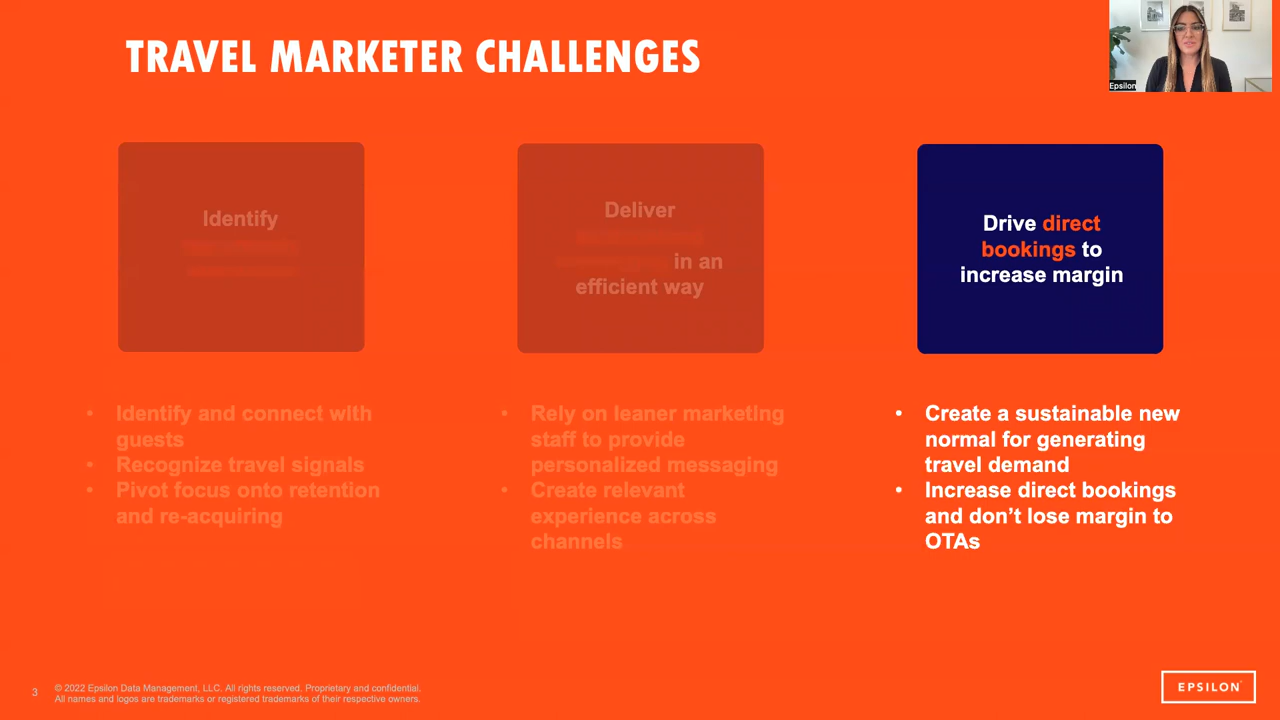 TRAVEL MARKETER CHALLENGES
Epsilon
Identify
Deliver
in an
efficient way
Drive direct
bookings to
increase margin
• Identify and connect with
guests
• Recognize travel signals
• Pivot focus onto retention
and re-acquiring
• Rely on leaner marketing
staff to provide
personalized messaging
• Create relevant
experience across
channels
• Create a sustainable new
normal for generating
travel demand
• Increase direct bookings
and don’t lose margin to
OTAs
3
© 2022 Epsilon Data Management, LLC. All rights reserved. Proprietary and confidential.
All names and logos are trademarks or registered trademarks of their respective owners.
EPSILON